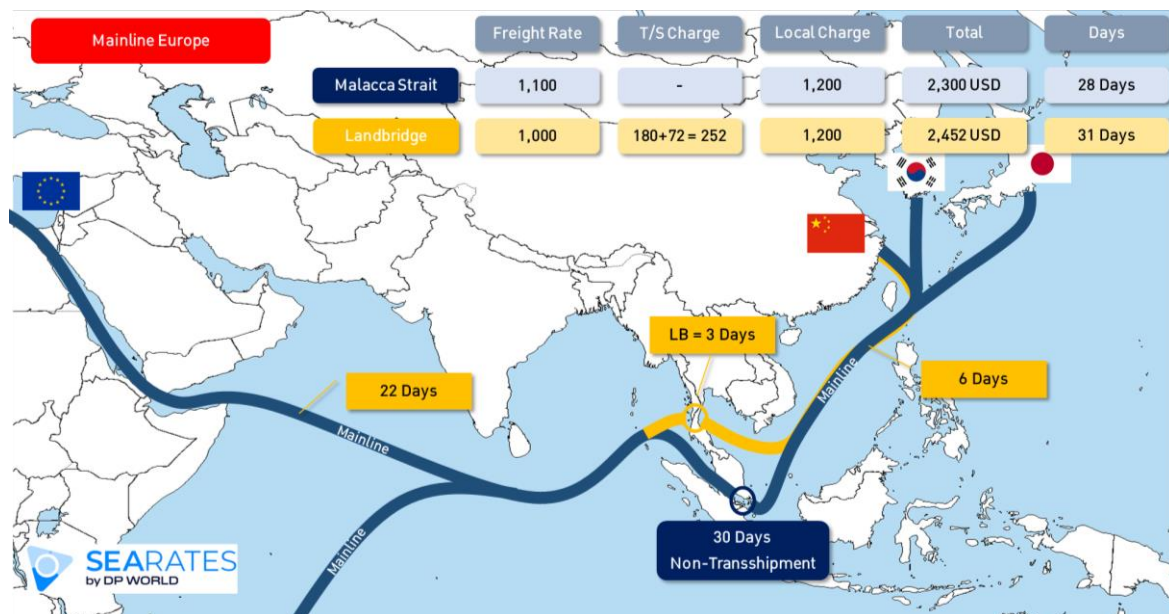 Mainline Europe
Freight Rate T/S Charge Local Charge Total Days
Malacca Strait 1,100 - 1,200 2,300 USD 28 Days
Landbridge 1,000 180+72 = 252 1,200 2,452 USD 31 Days
LB = 3 Days
22 Days
6 Days
Mainline
Mainline
Mainline
30 Days
Non-Transshipment
SEARATES
by DP WORLD